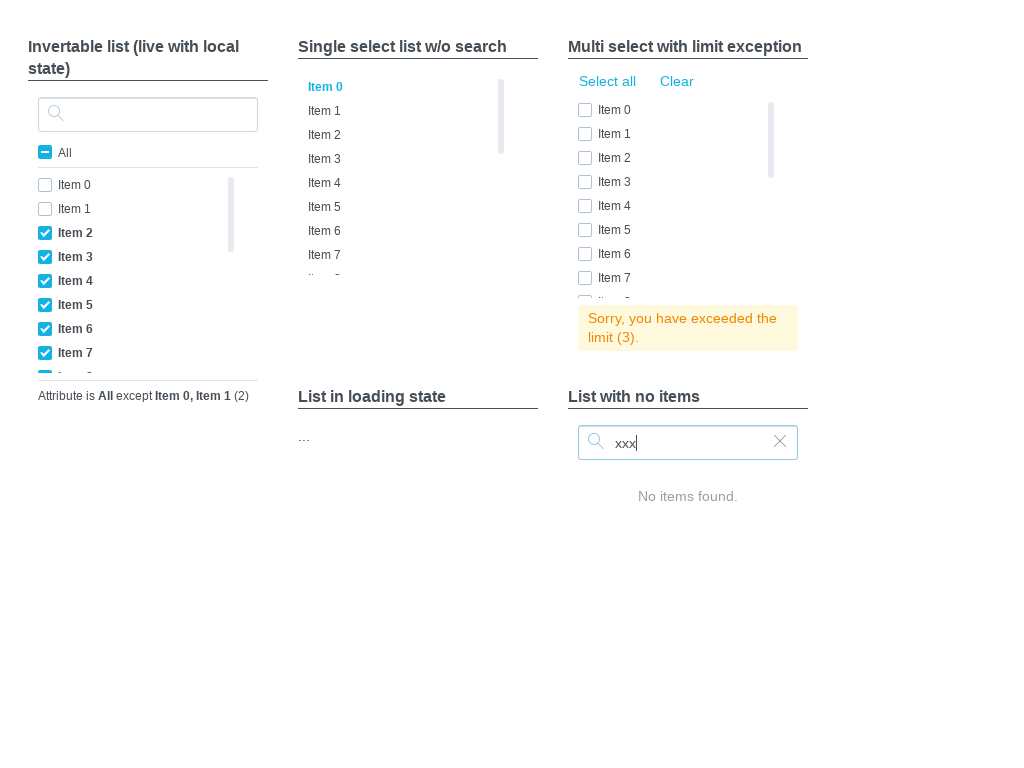 Invertable list (live with local
state)
All
Item 0
Item 1
Item 2
Item 3
Item 4
Item 5
Item 6
Item 7
Attribute is All except Item 0, Item 1 (2)
Single select list w/o search
Item 0
Item 1
Item 2
Item 3
Item 4
Item 5
Item 6
Item 7
Multi select with limit exception
Select all Clear
Item 0
Item 1
Item 2
Item 3
Item 4
Item 5
Item 6
Item 7
Sorry, you have exceeded the
limit (3).
List in loading state
...
List with no items
xxx
No items found.